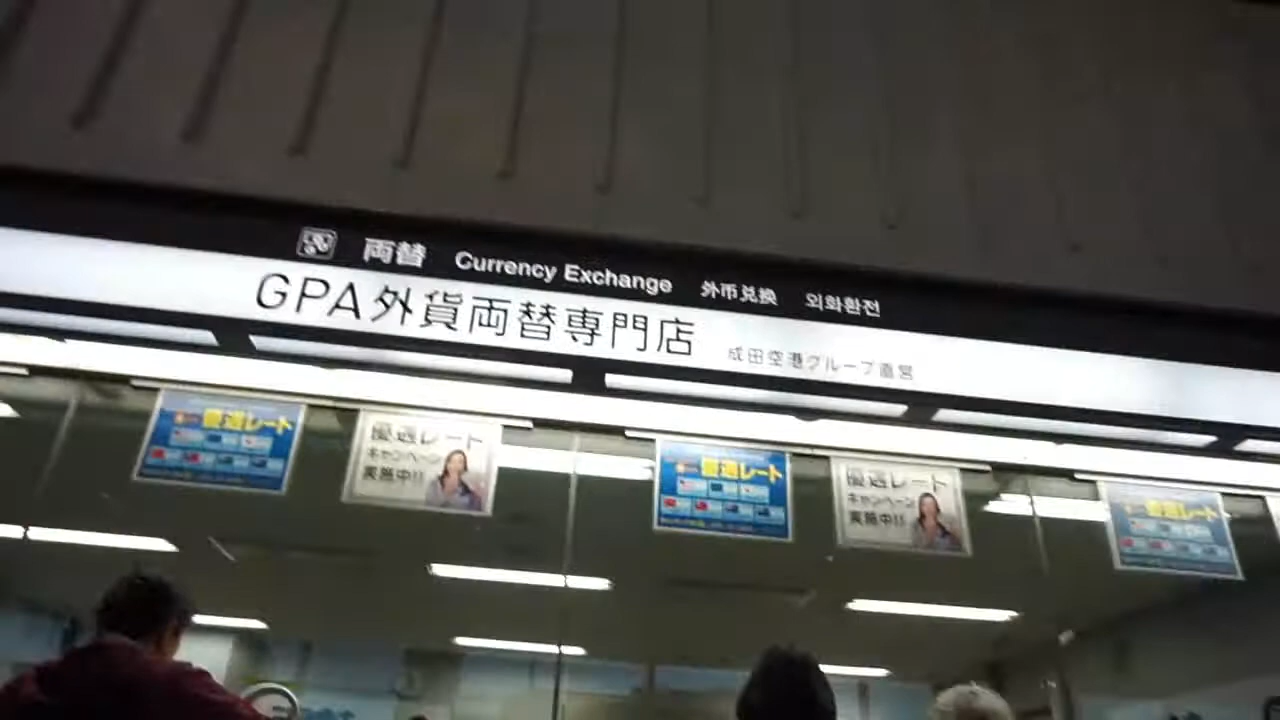 両替 Currency Exchange 外币兑换 외화환전
GPA外貨両替専門店 成田空港グループ直営
優遇レート
優遇レート
キャンペーン
実施中!!
優遇レート
優遇レート
キャンペーン
実施中!!
優遇レート